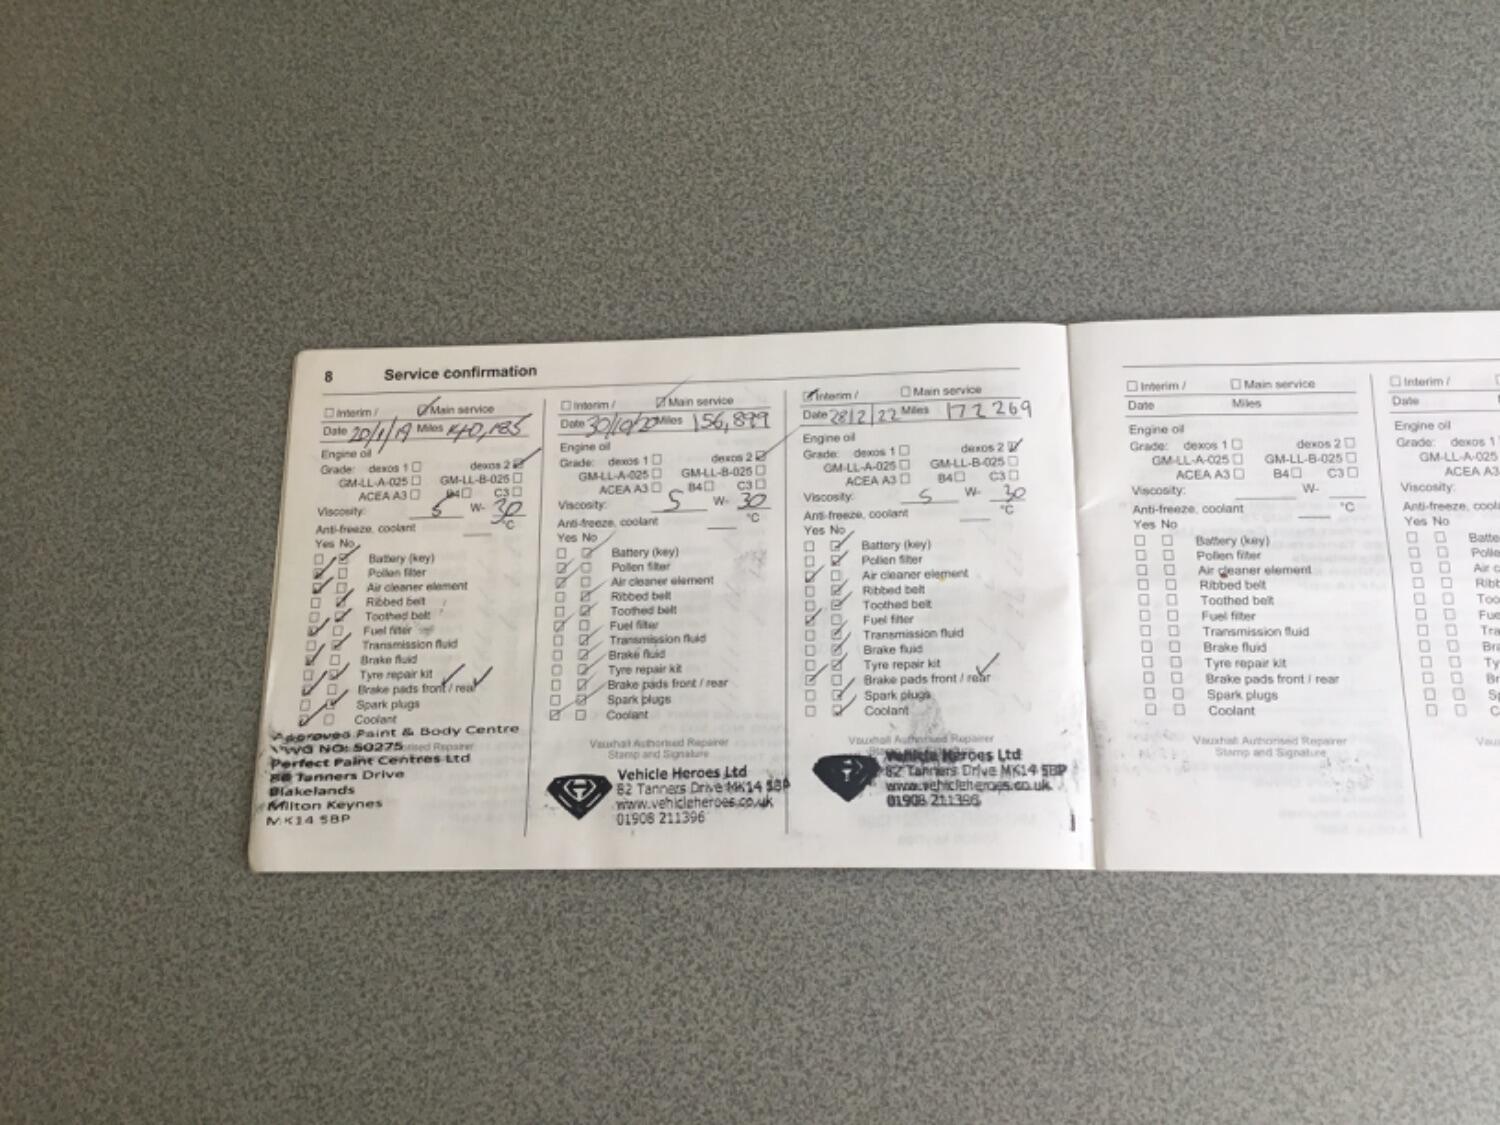 8 Service confirmation
Interim / Main service
Date 20/1/19 Miles 140,185
Engine oil
Grade: dexos 1 dexos 2
GM-LL-A-025 GM-LL-B-025
ACEA A3 B4 C3
Viscosity: 5 W- 30
Anti-freeze, coolant °C
Yes No
Battery (key)
Pollen filter
Air cleaner element
Ribbed belt
Toothed belt
Fuel filter
Transmission fluid
Brake fluid
Tyre repair kit
Brake pads front / rear
Spark plugs
Coolant
Approved Paint & Body Centre
VWG NO: 50275 rised Repairer
Perfect Paint Centres Ltd
Tanners Drive
Blakelands
Milton Keynes
MK14 5BP
Interim / Main service
Date 30/10/20 Miles 156,899
Engine oil
Grade: dexos 1 dexos 2
GM-LL-A-025 GM-LL-B-025
ACEA A3 B4 C3
Viscosity: 5 W- 30
Anti-freeze, coolant °C
Yes No
Battery (key)
Pollen filter
Air cleaner element
Ribbed belt
Toothed belt
Fuel filter
Transmission fluid
Brake fluid
Tyre repair kit
Brake pads front / rear
Spark plugs
Coolant
Vauxhall Authorised Repairer
Stamp and Signature
Vehicle Heroes Ltd
82 Tanners Drive MK14 5BP
www.vehicleheroes.co.uk
01908 211396
Interim / Main service
Date 28/2/22 Miles 172 269
Engine oil
Grade: dexos 1 dexos 2
GM-LL-A-025 GM-LL-B-025
ACEA A3 B4 C3
Viscosity: 5 W- 30
Anti-freeze, coolant °C
Yes No
Battery (key)
Pollen filter
Air cleaner element
Ribbed belt
Toothed belt
Fuel filter
Transmission fluid
Brake fluid
Tyre repair kit
Brake pads front / rear
Spark plugs
Coolant
Vauxhall Authorised Repairer
Vehicle Heroes Ltd
82 Tanners Drive MK14 5BP
www.vehicleheroes.co.uk
01908 211396
Interim / Main service
Date Miles
Engine oil
Grade: dexos 1 dexos 2
GM-LL-A-025 GM-LL-B-025
ACEA A3 B4 C3
Viscosity: W-
Anti-freeze, coolant °C
Yes No
Battery (key)
Pollen filter
Air cleaner element
Ribbed belt
Toothed belt
Fuel filter
Transmission fluid
Brake fluid
Tyre repair kit
Brake pads front / rear
Spark plugs
Coolant
Vauxhall Authorised Repairer
Stamp and Signature
Interim /
Date
Engine oil
Grade: dexos 1
GM-LL-A-02
ACEA A3
Viscosity:
Anti-freeze, cool
Yes No